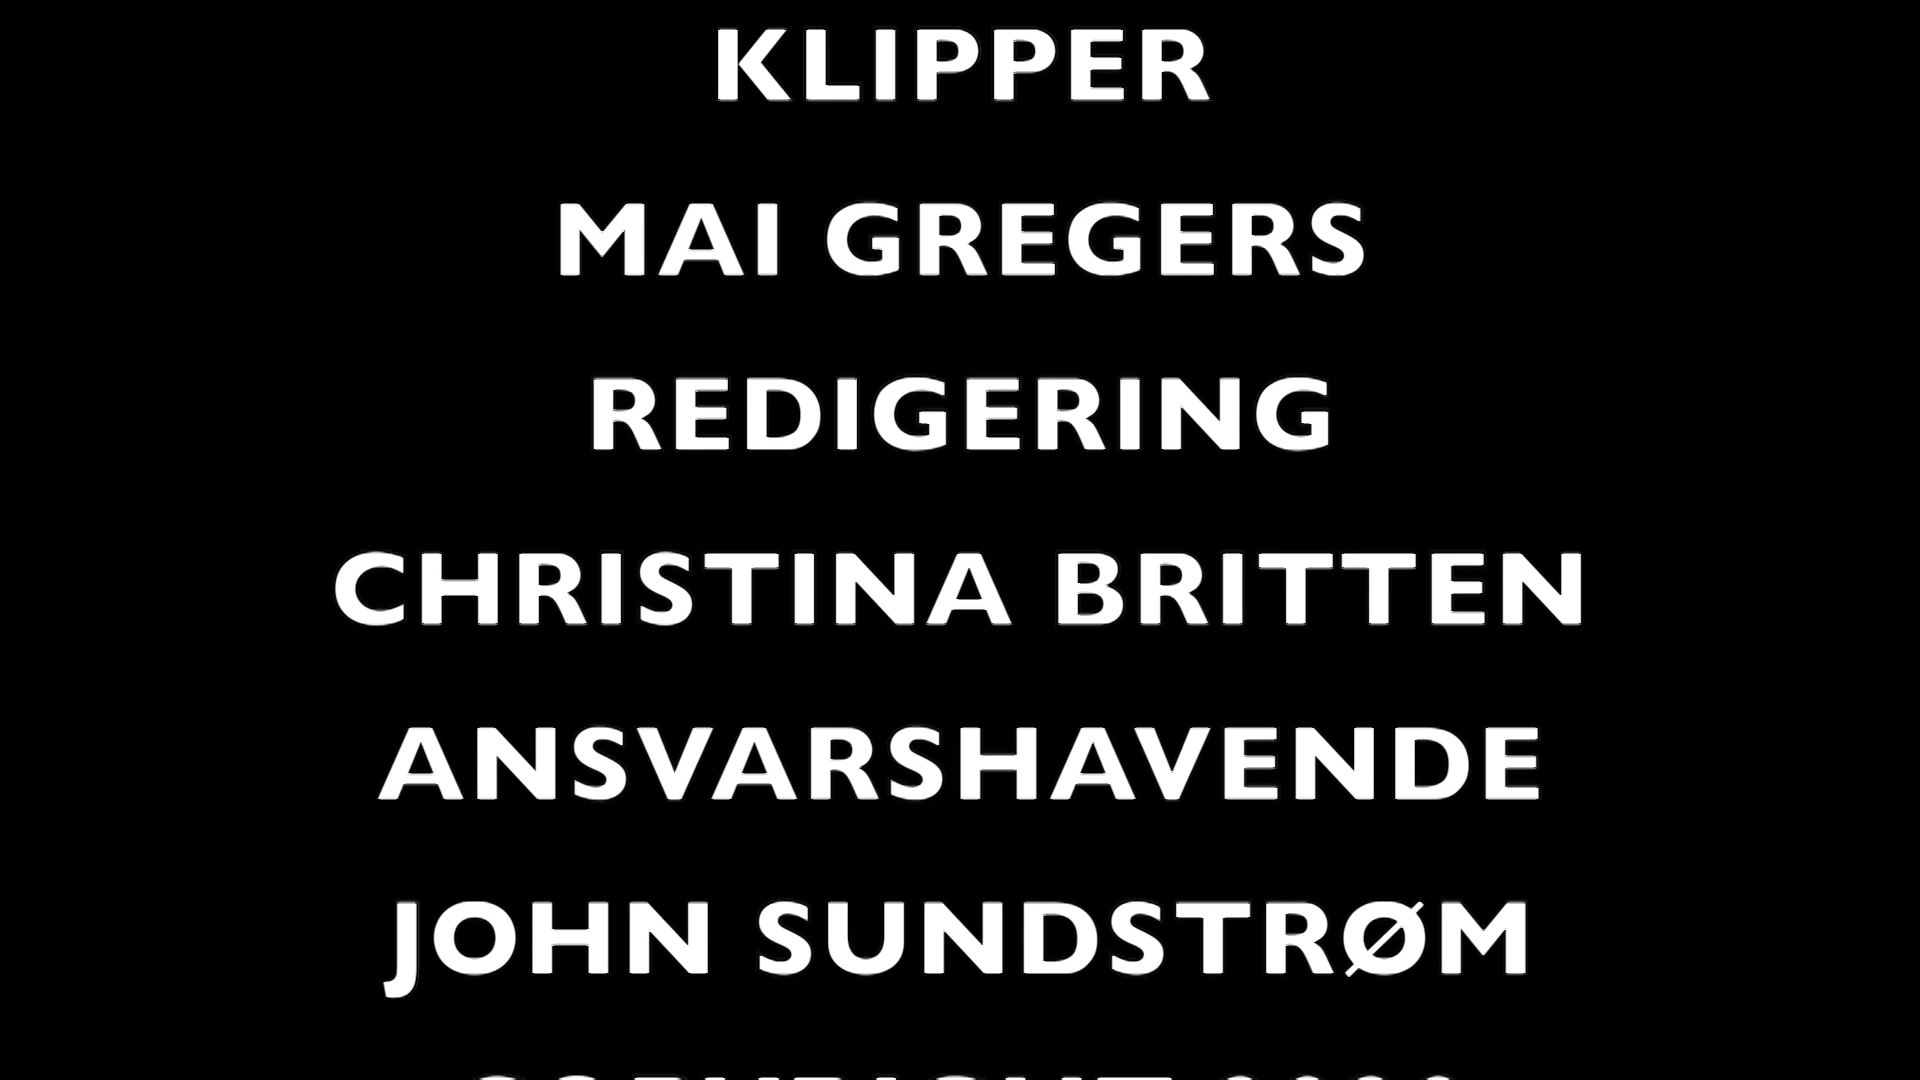 KLIPPER
MAI GREGERS
REDIGERING
CHRISTINA BRITTEN
ANSVARSHAVENDE
JOHN SUNDSTRØM